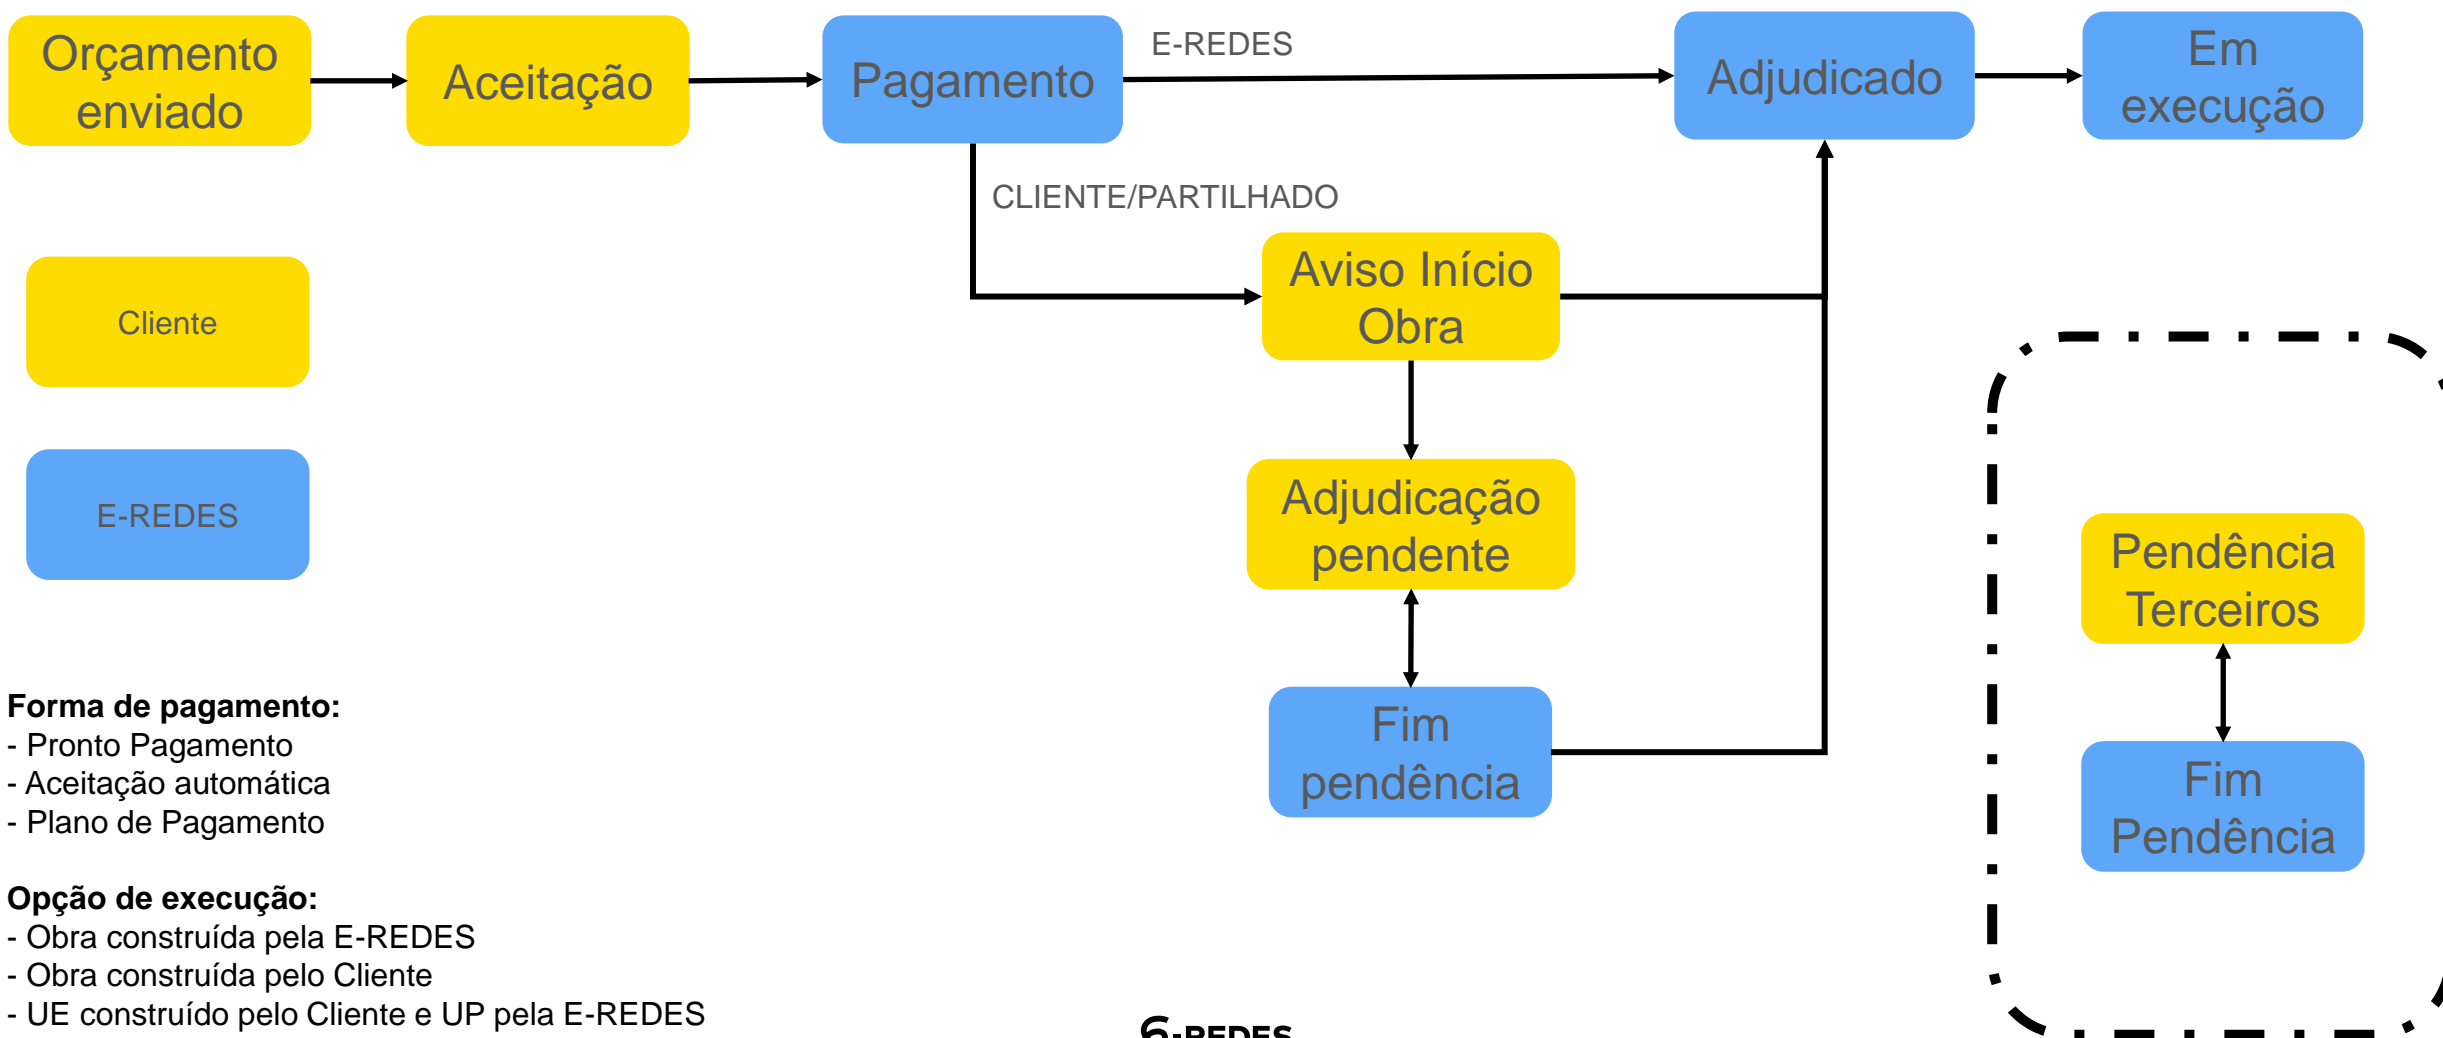 Orçamento
enviado
Aceitação
Pagamento
E-REDES
Adjudicado
Em
execução
CLIENTE/PARTILHADO
Aviso Início
Obra
Cliente
Adjudicação
pendente
E-REDES
Pendência
Terceiros
Fim
pendência
Fim
Pendência
Forma de pagamento:
- Pronto Pagamento
- Aceitação automática
- Plano de Pagamento
Opção de execução:
- Obra construída pela E-REDES
- Obra construída pelo Cliente
- UE construído pelo Cliente e UP pela E-REDES
E-REDES